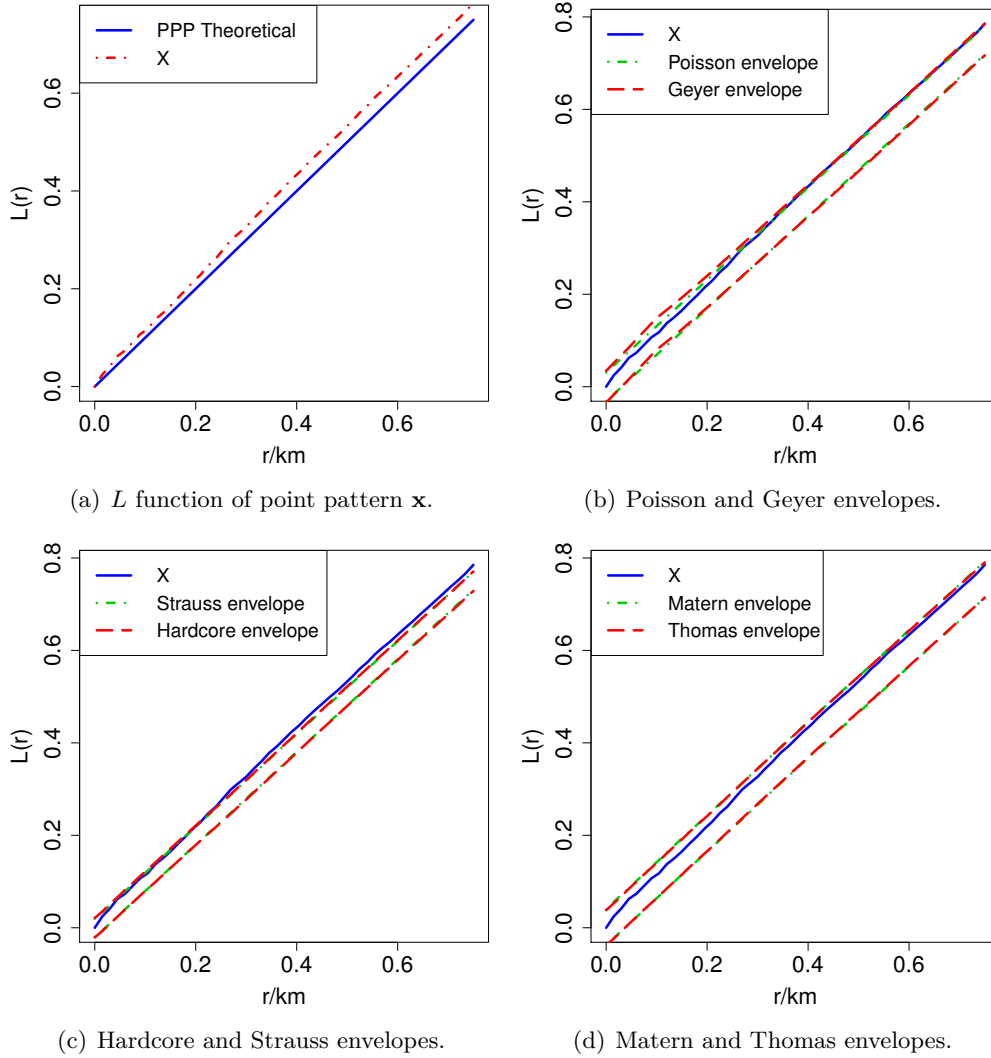 PPP Theoretical
X
L(r)
0.0 0.2 0.4 0.6
0.0 0.2 0.4 0.6
r/km
(a) L function of point pattern x.
X
Poisson envelope
Geyer envelope
L(r)
0.0 0.2 0.4 0.6 0.8
0.0 0.2 0.4 0.6
r/km
(b) Poisson and Geyer envelopes.
X
Strauss envelope
Hardcore envelope
L(r)
0.0 0.2 0.4 0.6 0.8
0.0 0.2 0.4 0.6
r/km
(c) Hardcore and Strauss envelopes.
X
Matern envelope
Thomas envelope
L(r)
0.0 0.2 0.4 0.6 0.8
0.0 0.2 0.4 0.6
r/km
(d) Matern and Thomas envelopes.